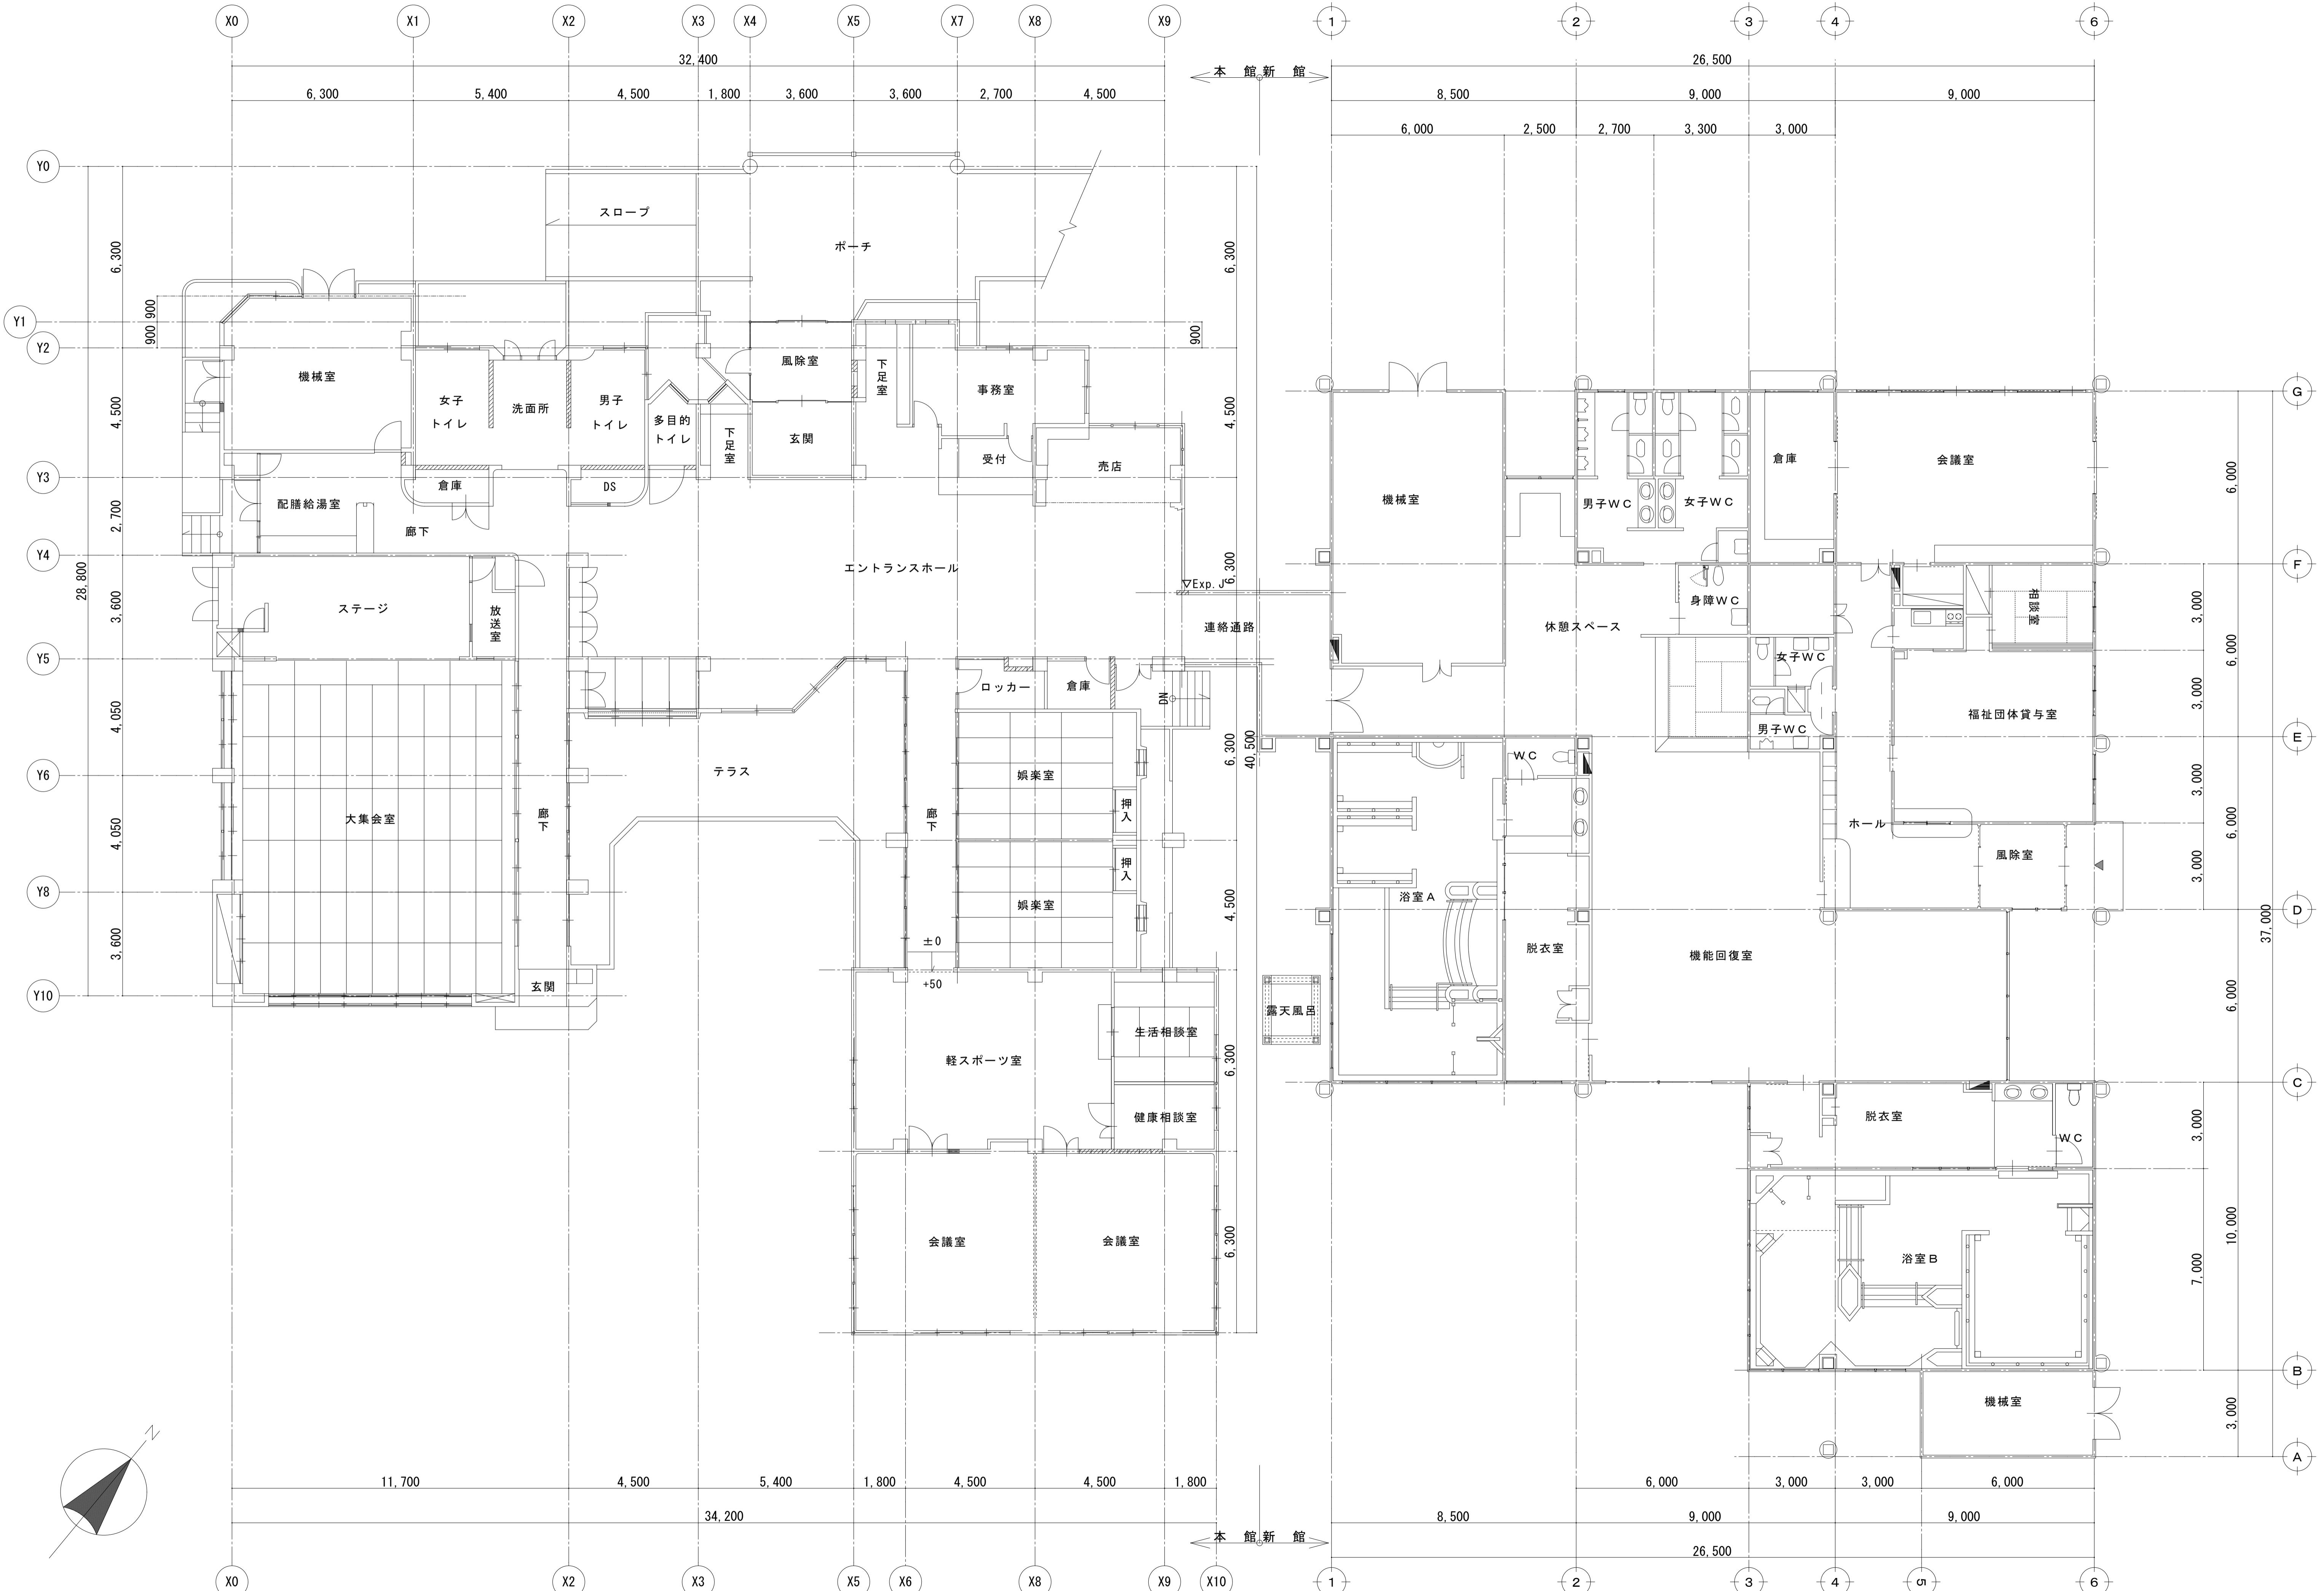 X0 X1 X2 X3 X4 X5 X7 X8 X9 1 2 3 4 6
32,400 本 館 新 館 26,500
6,300 5,400 4,500 1,800 3,600 3,600 2,700 4,500 8,500 9,000 9,000
6,000 2,500 2,700 3,300 3,000
Y0
スロープ
ポーチ
6,300 6,300
900 900
Y1
900
Y2
風除室
下足室
機械室
事務室
G
女子
トイレ
洗面所
男子
トイレ
多目的
トイレ
下足室
玄関
受付
売店
4,500 4,500
倉庫
会議室
6,000
Y3
倉庫
DS
機械室
男子WC
女子WC
配膳給湯室
2,700
廊下
Y4
エントランスホール
6,300
F
28,800
▽Exp.J
3,600
ステージ
放送室
連絡通路
休憩スペース
身障WC
相談室
3,000
6,000
Y5
女子WC
ロッカー
倉庫
DN
4,050
男子WC
福祉団体貸与室
3,000
E
6,300
40,500
WC
Y6
テラス
娯楽室
押入
3,000
大集会室
廊下
廊下
4,050
ホール
6,000
風除室
押入
3,000
Y8
浴室A
娯楽室
4,500
D
3,600
±0
脱衣室
機能回復室
37,000
玄関
+50
Y10
露天風呂
6,000
生活相談室
軽スポーツ室
6,300
C
健康相談室
脱衣室
WC
3,000
会議室
会議室
6,300
浴室B
10,000
7,000
B
機械室
3,000
N
A
11,700 4,500 5,400 1,800 4,500 4,500 1,800 6,000 3,000 3,000 6,000
34,200 8,500 9,000 9,000
本 館 新 館
26,500
X0 X2 X3 X5 X6 X8 X9 X10 1 2 3 4 5 6